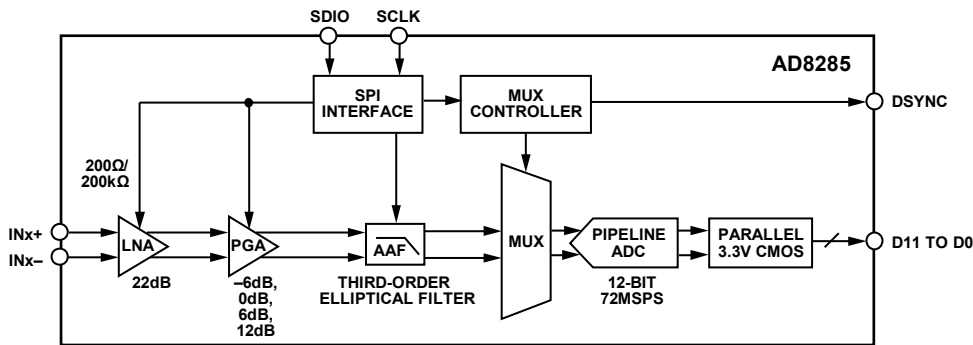 SDIO
SCLK
AD8285
SPI
INTERFACE
MUX
CONTROLLER
DSYNC
200Ω/
200kΩ
INx+
INx–
LNA
22dB
PGA
–6dB,
0dB,
6dB,
12dB
AAF
THIRD-ORDER
ELLIPTICAL FILTER
MUX
PIPELINE
ADC
12-BIT
72MSPS
PARALLEL
3.3V CMOS
D11 TO D0